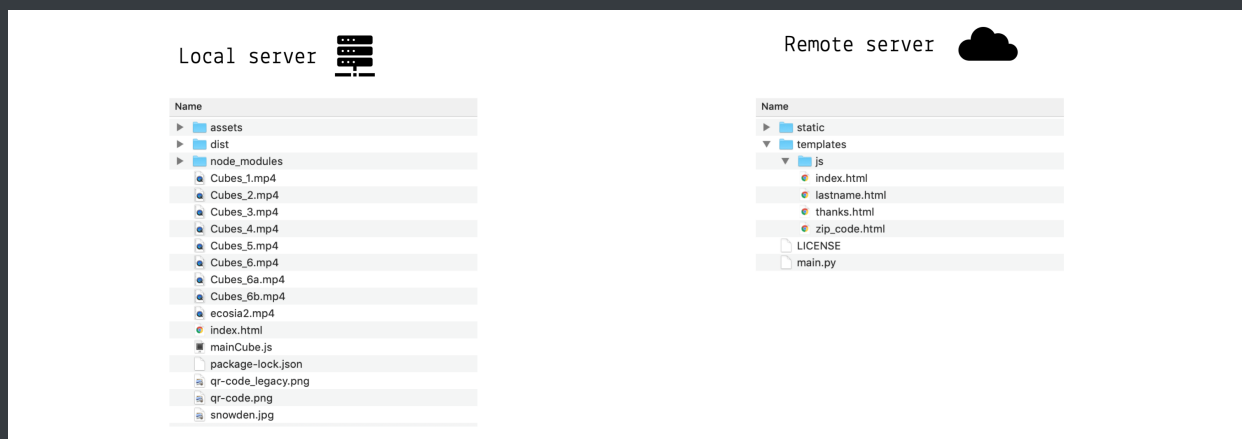 Local server
Name
assets
dist
node_modules
Cubes_1.mp4
Cubes_2.mp4
Cubes_3.mp4
Cubes_4.mp4
Cubes_5.mp4
Cubes_6.mp4
Cubes_6a.mp4
Cubes_6b.mp4
ecosia2.mp4
index.html
mainCube.js
package-lock.json
qr-code_legacy.png
qr-code.png
snowden.jpg
Remote server
Name
static
templates
js
index.html
lastname.html
thanks.html
zip_code.html
LICENSE
main.py